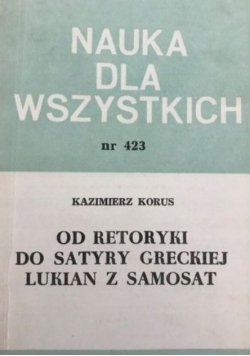 NAUKA
DLA
WSZYSTKICH
nr 423
KAZIMIERZ KORUS
OD RETORYKI
DO SATYRY GRECKIEJ
LUKIAN Z SAMOSAT